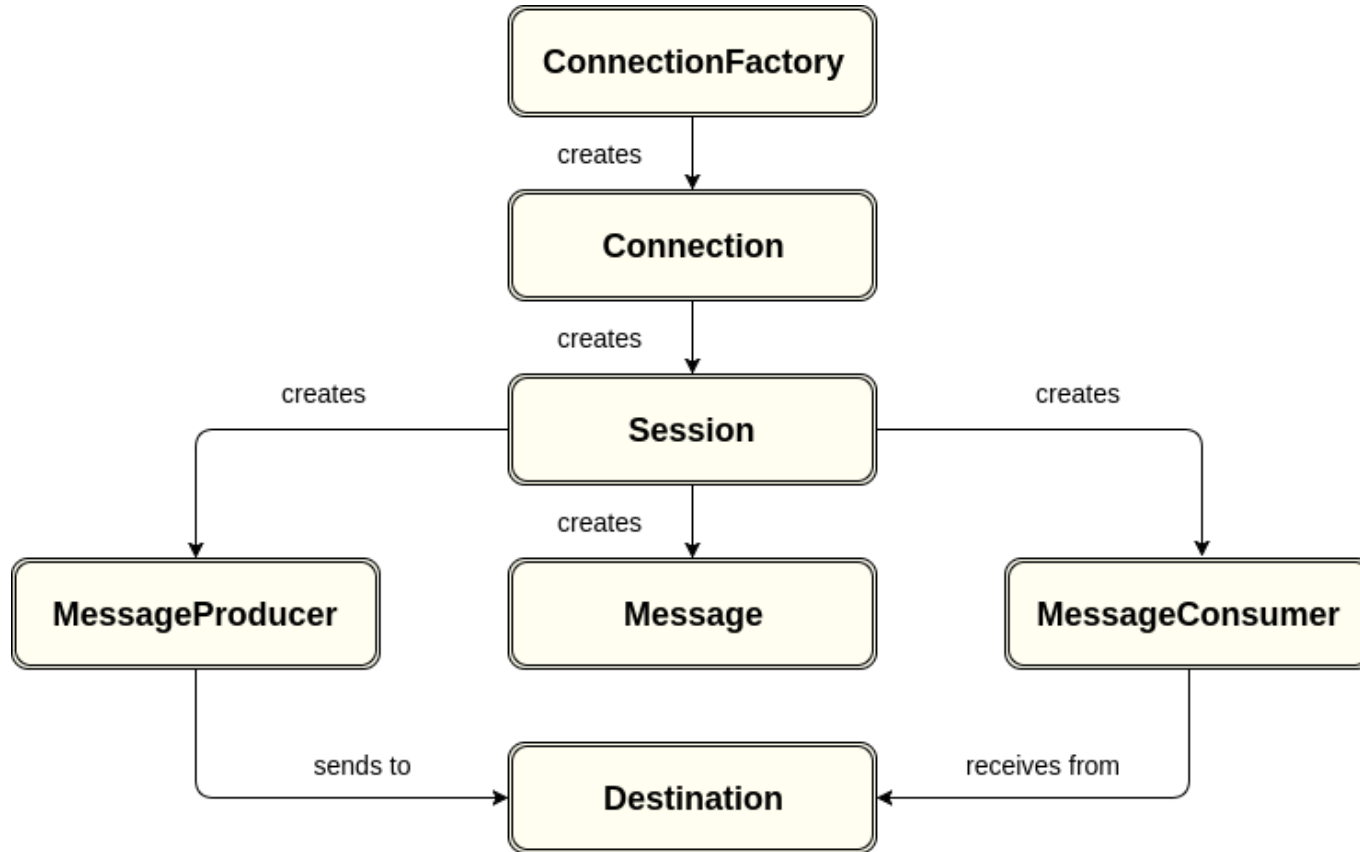 ConnectionFactory
creates
Connection
creates
creates
creates
Session
creates
MessageProducer
Message
MessageConsumer
sends to
receives from
Destination